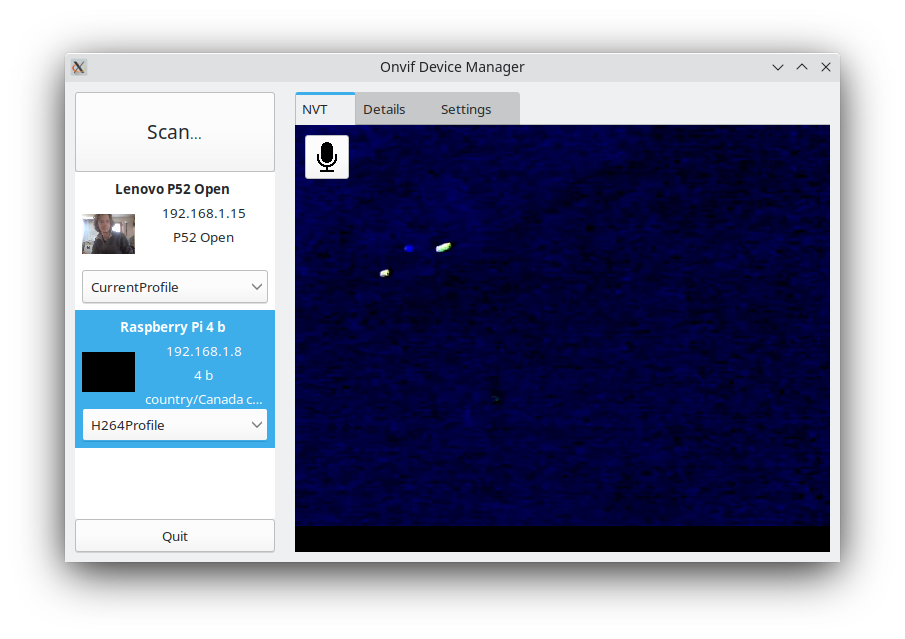 Onvif Device Manager
Scan...
NVT
Details
Settings
Lenovo P52 Open
192.168.1.15
P52 Open
CurrentProfile
Raspberry Pi 4 b
192.168.1.8
4 b
country/Canada c...
H264Profile
Quit